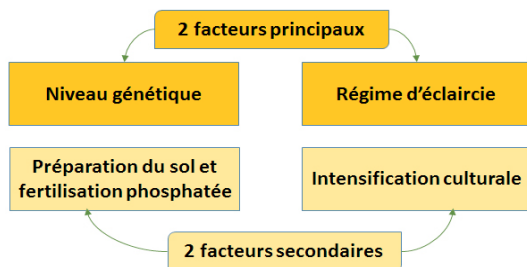 2 facteurs principaux
Niveau génétique
Régime d'éclaircie
Préparation du sol et
fertilisation phosphatée
Intensification culturale
2 facteurs secondaires